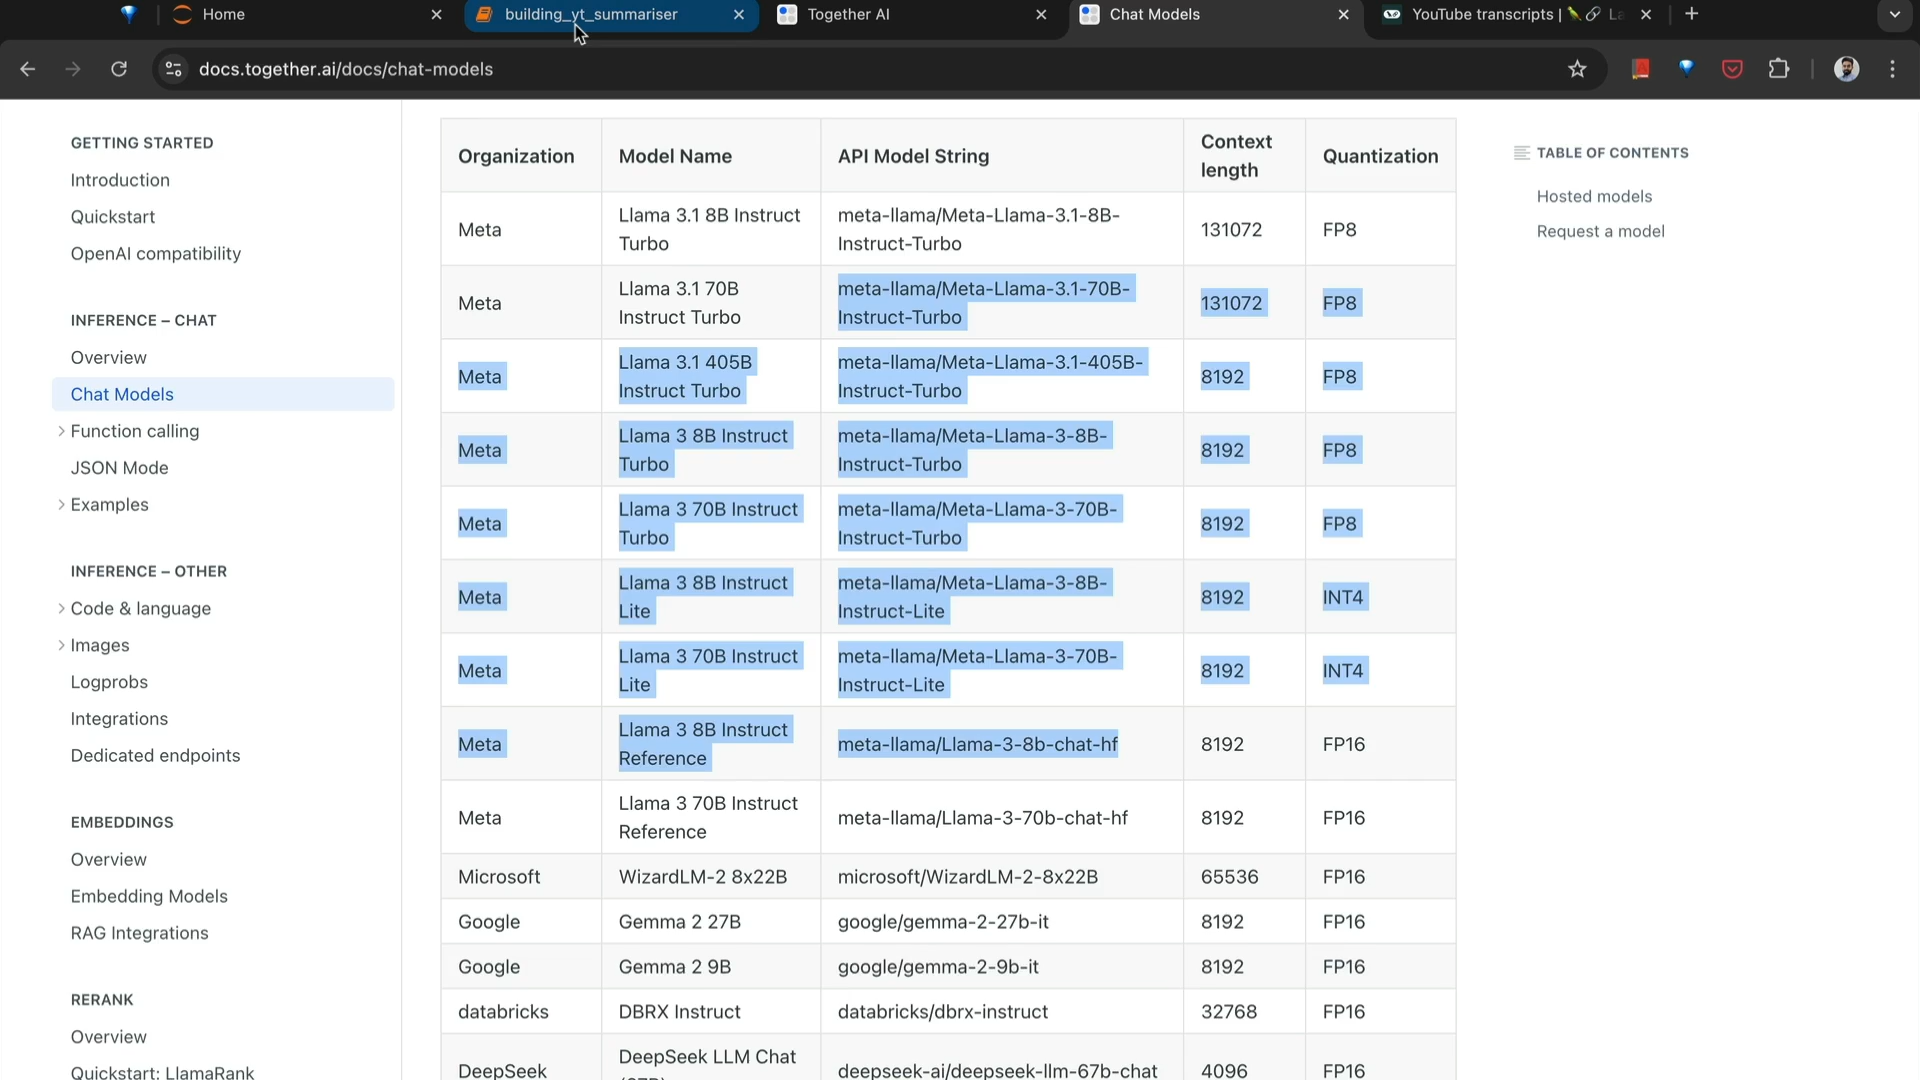 Home
building_yt_summariser
Together AI
Chat Models
YouTube transcripts | 🦜🔗 La
docs.together.ai/docs/chat-models
GETTING STARTED
Introduction
Quickstart
OpenAI compatibility
INFERENCE – CHAT
Overview
Chat Models
Function calling
JSON Mode
Examples
INFERENCE – OTHER
Code & language
Images
Logprobs
Integrations
Dedicated endpoints
EMBEDDINGS
Overview
Embedding Models
RAG Integrations
RERANK
Overview
Quickstart: LlamaRank
Organization Model Name API Model String Context length Quantization
Meta Llama 3.1 8B Instruct Turbo meta-llama/Meta-Llama-3.1-8B-Instruct-Turbo 131072 FP8
Meta Llama 3.1 70B Instruct Turbo meta-llama/Meta-Llama-3.1-70B-Instruct-Turbo 131072 FP8
Meta Llama 3.1 405B Instruct Turbo meta-llama/Meta-Llama-3.1-405B-Instruct-Turbo 8192 FP8
Meta Llama 3 8B Instruct Turbo meta-llama/Meta-Llama-3-8B-Instruct-Turbo 8192 FP8
Meta Llama 3 70B Instruct Turbo meta-llama/Meta-Llama-3-70B-Instruct-Turbo 8192 FP8
Meta Llama 3 8B Instruct Lite meta-llama/Meta-Llama-3-8B-Instruct-Lite 8192 INT4
Meta Llama 3 70B Instruct Lite meta-llama/Meta-Llama-3-70B-Instruct-Lite 8192 INT4
Meta Llama 3 8B Instruct Reference meta-llama/Llama-3-8b-chat-hf 8192 FP16
Meta Llama 3 70B Instruct Reference meta-llama/Llama-3-70b-chat-hf 8192 FP16
Microsoft WizardLM-2 8x22B microsoft/WizardLM-2-8x22B 65536 FP16
Google Gemma 2 27B google/gemma-2-27b-it 8192 FP16
Google Gemma 2 9B google/gemma-2-9b-it 8192 FP16
databricks DBRX Instruct databricks/dbrx-instruct 32768 FP16
DeepSeek DeepSeek LLM Chat deepseek-ai/deepseek-llm-67b-chat 4096 FP16
TABLE OF CONTENTS
Hosted models
Request a model